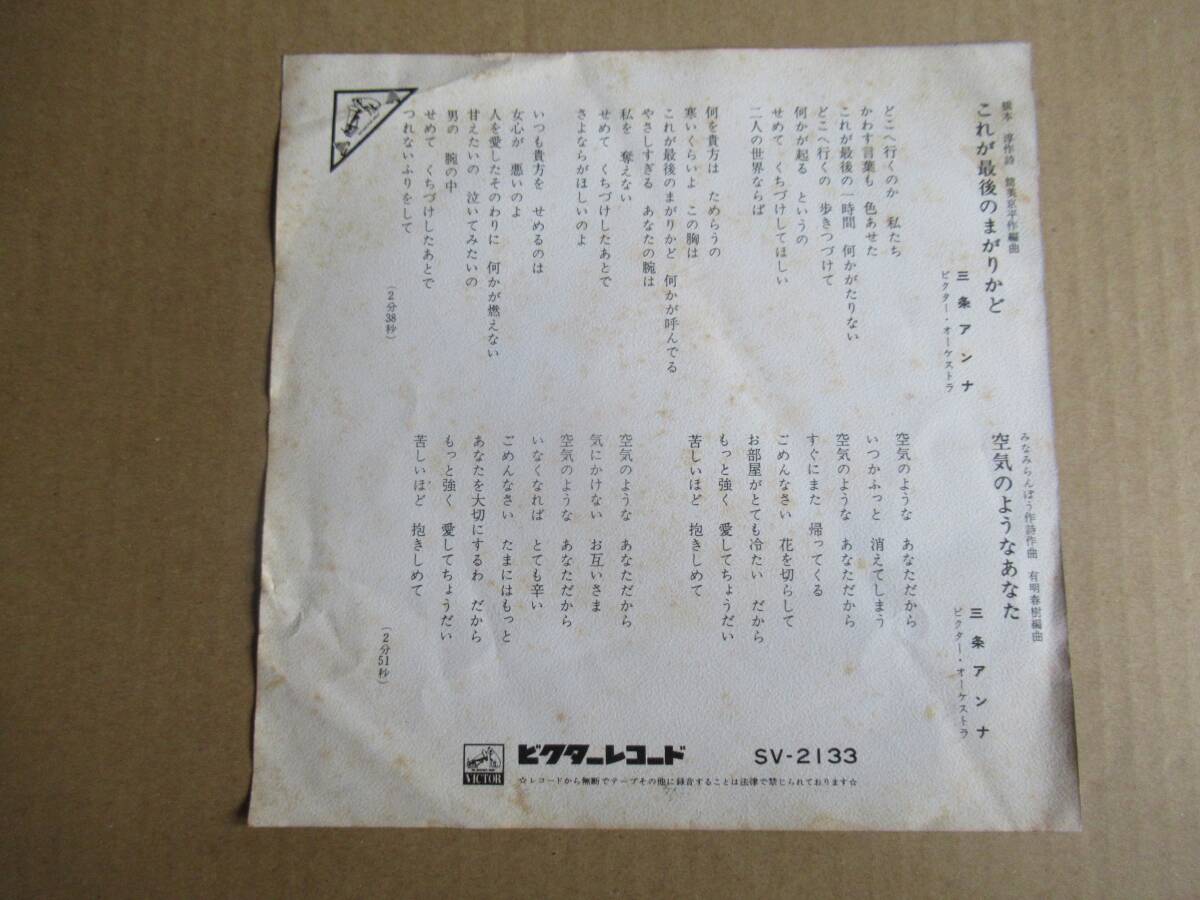 橋本 淳作詩 筒美京平作編曲
これが最後のまがりかど
三条アンナ
ビクター・オーケストラ
どこへ行くのか 私たち
かわす言葉も 色あせた
これが最後の一時間 何かがたりない
どこへ行くの 歩きつづけて
何かが起る というの
せめて くちづけしてほしい
二人の世界ならば
何を貴方は ためらうの
寒いくらいよ この胸は
これが最後のまがりかど 何かが呼んでる
やさしすぎる あなたの腕は
私を 奪えない
せめて くちづけしたあとで
さよならがほしいのよ
いつも貴方を せめるのは
女心が 悪いのよ
人を愛したそのわりに 何かが燃えない
甘えたいの 泣いてみたいの
男の 腕の中
せめて くちづけしたあとで
つれないふりをして
(2分38秒)
みなみらんぼう作詩作曲 有明春樹編曲
空気のようなあなた
三条アンナ
ビクター・オーケストラ
空気のような あなただから
いつかふっと 消えてしまう
空気のような あなただから
すぐにまた 帰ってくる
ごめんなさい 花を切らして
お部屋がとても冷たい だから
もっと強く 愛してちょうだい
苦しいほど 抱きしめて
空気のような あなただから
気にかけない お互いさま
空気のような あなただから
いなくなれば とても辛い
ごめんなさい たまにはもっと
あなたを大切にするわ だから
もっと強く 愛してちょうだい
苦しいほど 抱きしめて
(2分51秒)
VICTOR
ビクターレコード SV-2133
☆レコードから無断でテープその他に録音することは法律で禁じられております☆